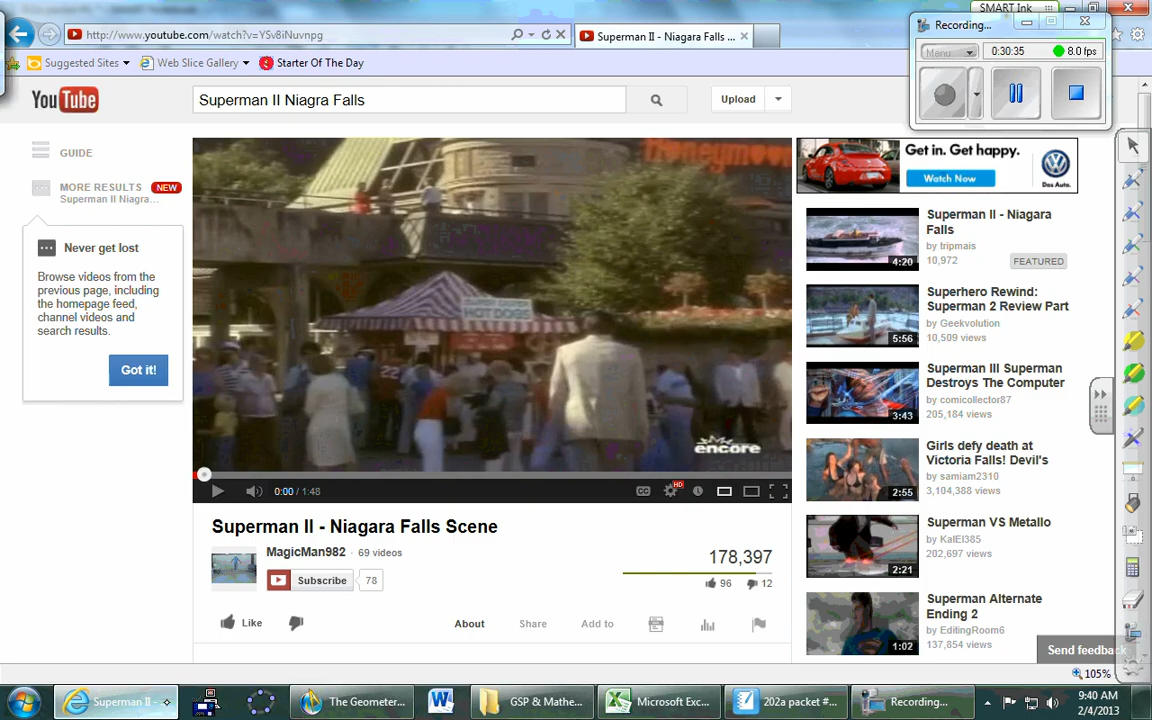 SMART Ink
http://www.youtube.com/watch?v=YSv8iNuvnpg
Superman II - Niagara Falls ...
Recording...
Menu
0:30:35
8.0 fps
Suggested Sites
Web Slice Gallery
Starter Of The Day
YouTube
Superman II Niagra Falls
Upload
GUIDE
MORE RESULTS NEW
Superman II Niagra...
Never get lost
Browse videos from the
previous page, including
the homepage feed,
channel videos and
search results.
Got it!
Honeymoon
HOT DOGS
encore
0:00 / 1:48
CC
HD
Superman II - Niagara Falls Scene
MagicMan982 · 69 videos
Subscribe 78
178,397
96 12
Like
About Share Add to
Get in. Get happy.
Watch Now
Das Auto.
Superman II - Niagara
Falls
by tripmais
10,972
FEATURED
4:20
Superhero Rewind:
Superman 2 Review Part
by Geekvolution
10,509 views
5:56
Superman III Superman
Destroys The Computer
by comicollector87
205,184 views
3:43
Girls defy death at
Victoria Falls! Devil's
by samiam2310
3,104,388 views
2:55
Superman VS Metallo
by KalEl385
202,697 views
2:21
Superman Alternate
Ending 2
by EditingRoom6
137,854 views
1:02
Send feedback
105%
Superman II -
The Geometer...
GSP & Mathe...
Microsoft Exc...
202a packet #...
Recording...
9:40 AM
2/4/2013